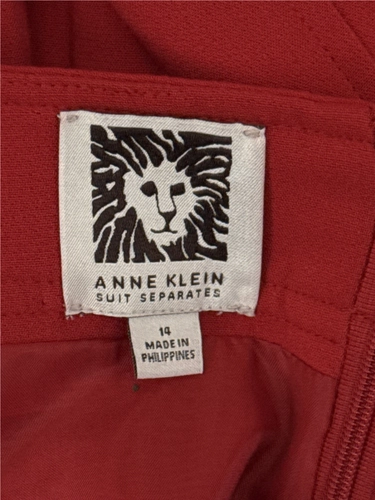 ANNE KLEIN
SUIT SEPARATES
14
MADE IN
PHILIPPINES